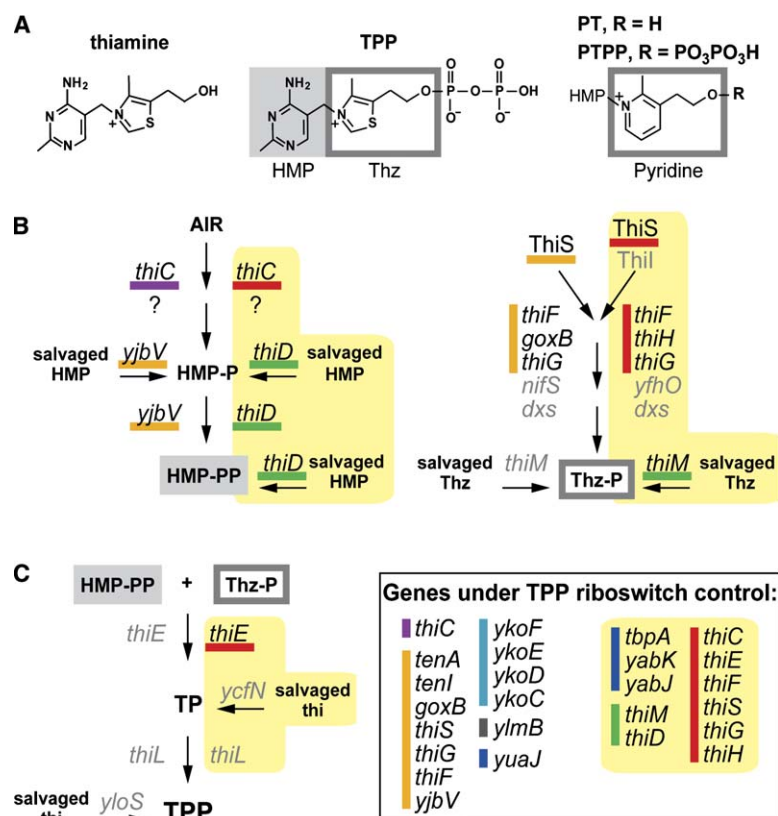 A
thiamine
NH2
N
N
N
+
S
OH
TPP
NH2
N
N
N
+
S
O
O
P
O-
O
O
P
OH
O-
HMP
Thz
PT, R = H
PTPP, R = PO3PO3H
HMP
N
+
O
R
Pyridine
B
AIR
thiC
thiC
?
?
salvaged
HMP
yjbV
HMP-P
thiD
salvaged
HMP
yjbV
thiD
HMP-PP
thiD
salvaged
HMP
ThiS
ThiS
ThiI
thiF
goxB
thiG
nifS
dxs
thiF
thiH
thiG
yfhO
dxs
salvaged
Thz
thiM
Thz-P
thiM
salvaged
Thz
C
HMP-PP
+
Thz-P
thiE
thiE
TP
ycfN
salvaged
thi
thiL
thiL
salvaged
thi
yloS
TPP
Genes under TPP riboswitch control:
thiC
tenA
tenI
goxB
thiS
thiG
thiF
yjbV
ykoF
ykoE
ykoD
ykoC
ylmB
yuaJ
tbpA
yabK
yabJ
thiM
thiD
thiC
thiE
thiF
thiS
thiG
thiH